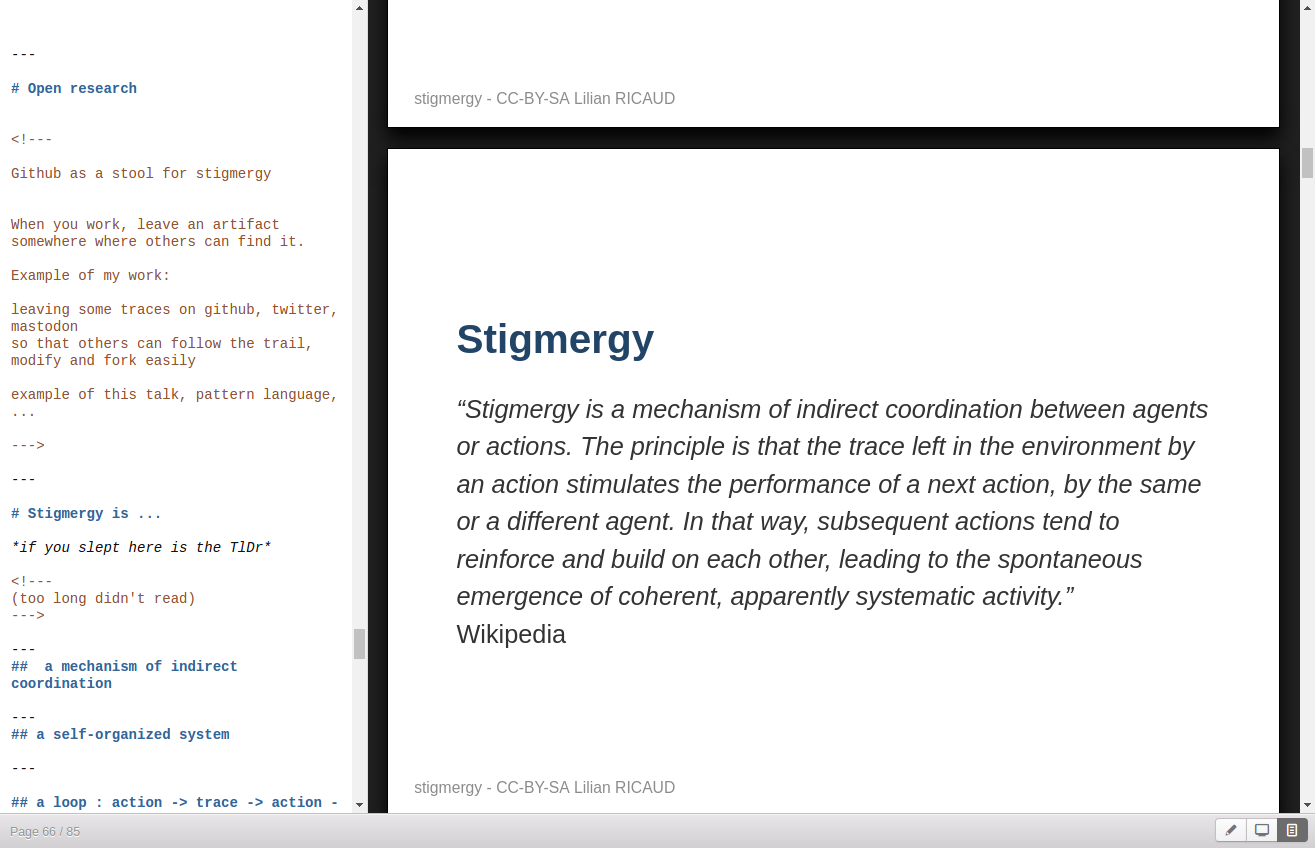 ---
# Open research
<!---
Github as a stool for stigmergy
When you work, leave an artifact
somewhere where others can find it.
Example of my work:
leaving some traces on github, twitter,
mastodon
so that others can follow the trail,
modify and fork easily
example of this talk, pattern language,
...
--->
---
# Stigmergy is ...
*if you slept here is the TlDr*
<!---
(too long didn't read)
--->
---
##  a mechanism of indirect
coordination
---
## a self-organized system
---
## a loop : action -> trace -> action -
stigmergy - CC-BY-SA Lilian RICAUD
Stigmergy
“Stigmergy is a mechanism of indirect coordination between agents
or actions. The principle is that the trace left in the environment by
an action stimulates the performance of a next action, by the same
or a different agent. In that way, subsequent actions tend to
reinforce and build on each other, leading to the spontaneous
emergence of coherent, apparently systematic activity.”
Wikipedia
stigmergy - CC-BY-SA Lilian RICAUD
Page 66 / 85